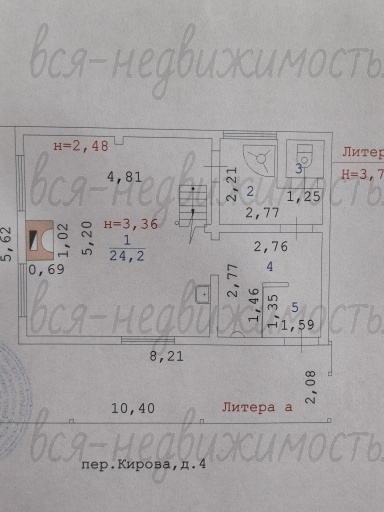 вся-недвижимость
н=2,48
Литер
4,81
2,21
2
3
Н=3,7
2,77
1,25
5,62
1,02
5,20
н=3,36
1
24,2
2,76
0,69
2,77
4
1,46
1,35
5
1,59
вся-недвижимость
8,21
2,08
10,40
Литера а
вся-недвижимость
пер.Кирова,д.4